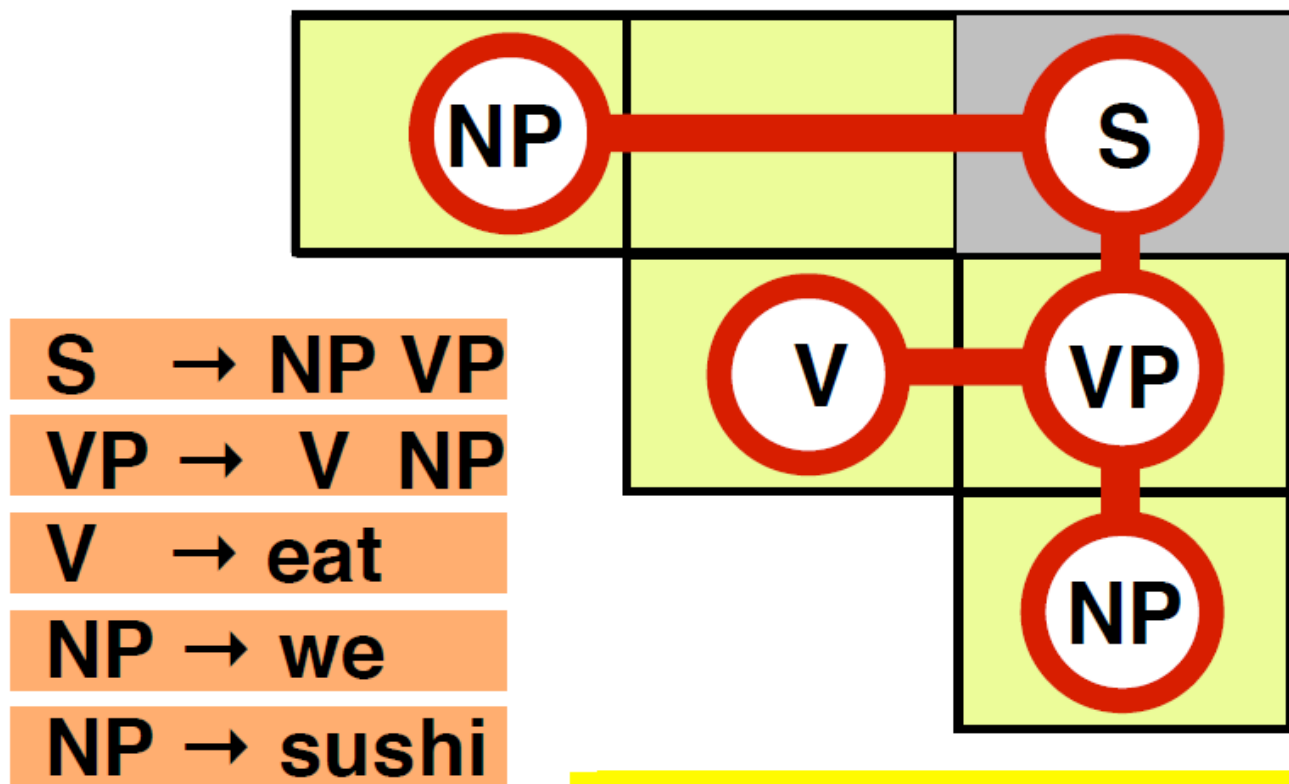 NP S
V VP
NP
S → NP VP
VP → V NP
V → eat
NP → we
NP → sushi